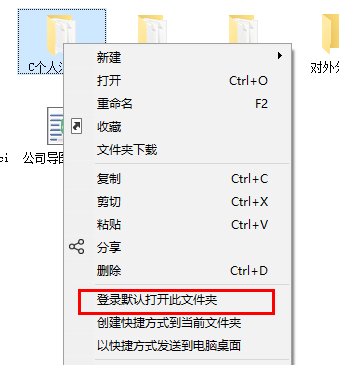 C个人
对外
ci
公司导图
新建
打开 Ctrl+O
重命名 F2
收藏
文件夹下载
复制 Ctrl+C
剪切 Ctrl+X
粘贴 Ctrl+V
分享
删除 Ctrl+D
登录默认打开此文件夹
创建快捷方式到当前文件夹
以快捷方式发送到电脑桌面